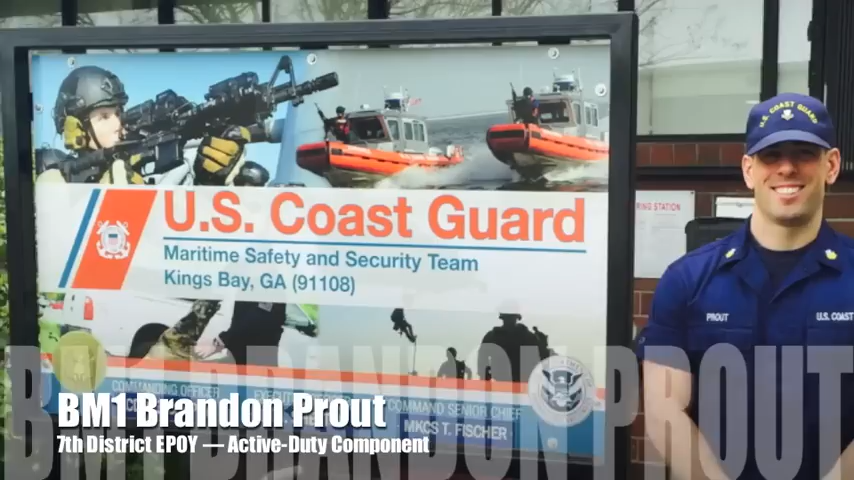 U.S. COAST GUARD
U.S. Coast Guard
Maritime Safety and Security Team
Kings Bay, GA (91108)
RING STATION
PROUT
U.S. COAST
COMMANDING OFFICER
COMMAND SENIOR CHIEF
MKCS T. FISCHER
BM1 BRANDON PROUT
BM1 Brandon Prout
7th District EPOY — Active-Duty Component